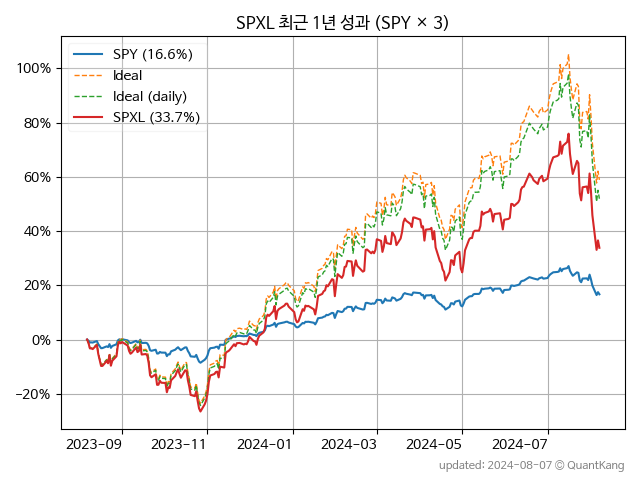 SPXL 최근 1년 성과 (SPY × 3)
SPY (16.6%)
Ideal
Ideal (daily)
SPXL (33.7%)
100%
80%
60%
40%
20%
0%
−20%
2023-09
2023-11
2024-01
2024-03
2024-05
2024-07
updated: 2024-08-07 © QuantKang